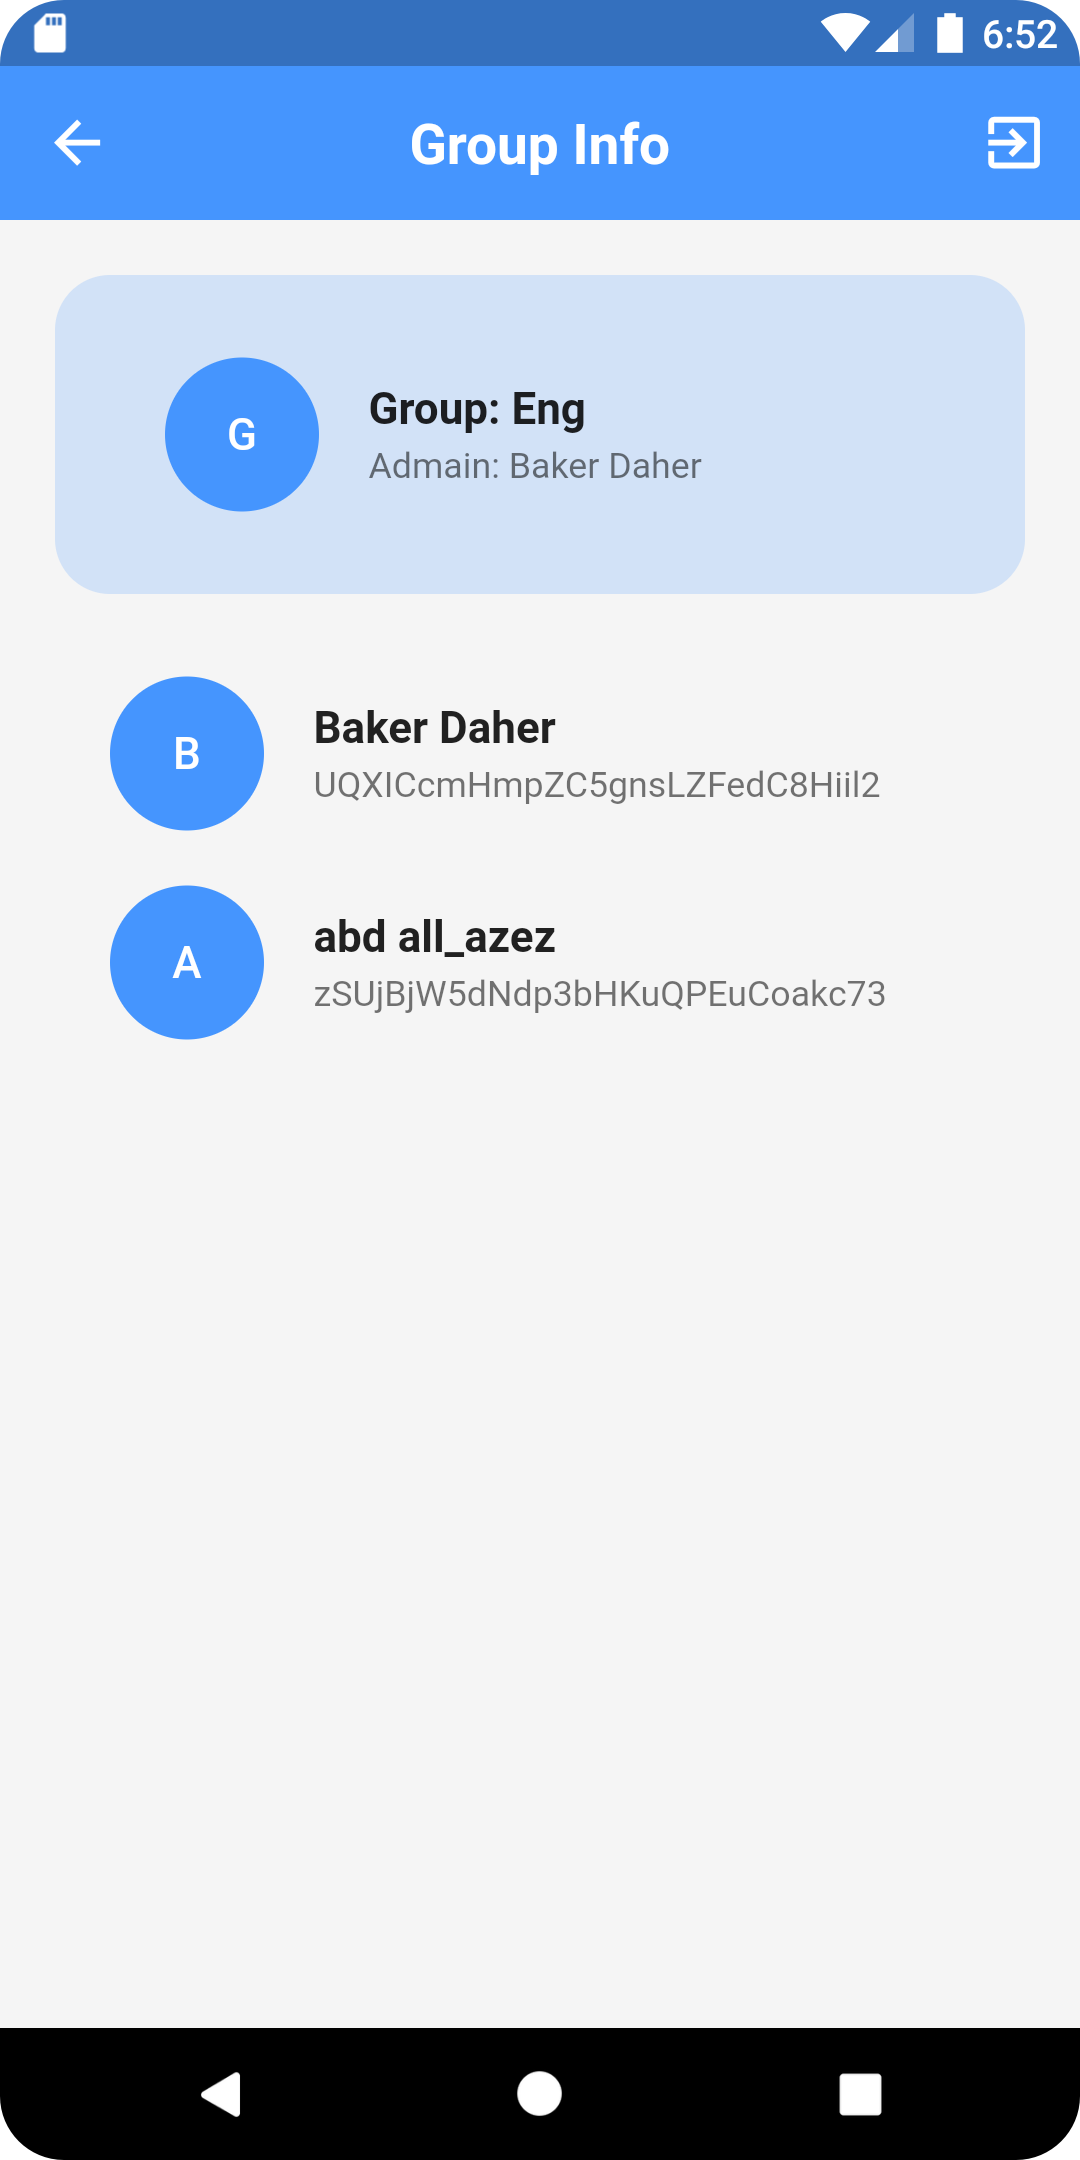 6:52
Group Info
G
Group: Eng
Admain: Baker Daher
B
Baker Daher
UQXICcmHmpZC5gnsLZFedC8Hiil2
A
abd all_azez
zSUjBjW5dNdp3bHKuQPEuCoakc73